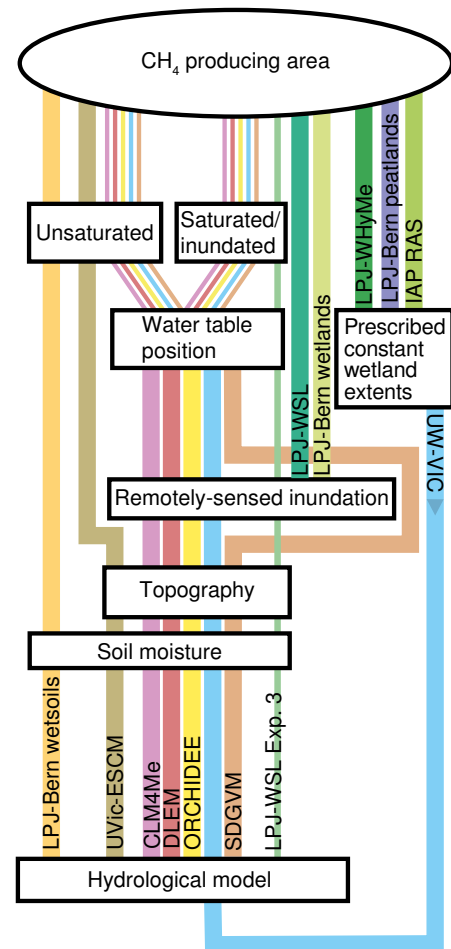 CH4 producing area
Unsaturated
Saturated/
inundated
LPJ-WHyMe
LPJ-Bern peatlands
IAP RAS
Water table
position
Prescribed
constant
wetland
extents
LPJ-WSL
LPJ-Bern wetlands
UW-VIC
Remotely-sensed inundation
Topography
Soil moisture
LPJ-Bern wetsoils
UVic-ESCM
CLM4Me
DLEM
ORCHIDEE
SDGVM
LPJ-WSL Exp. 3
Hydrological model